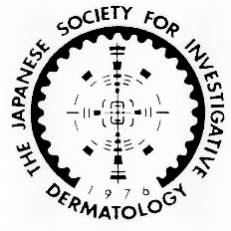 THE JAPANESE SOCIETY FOR INVESTIGATIVE
DERMATOLOGY
1976